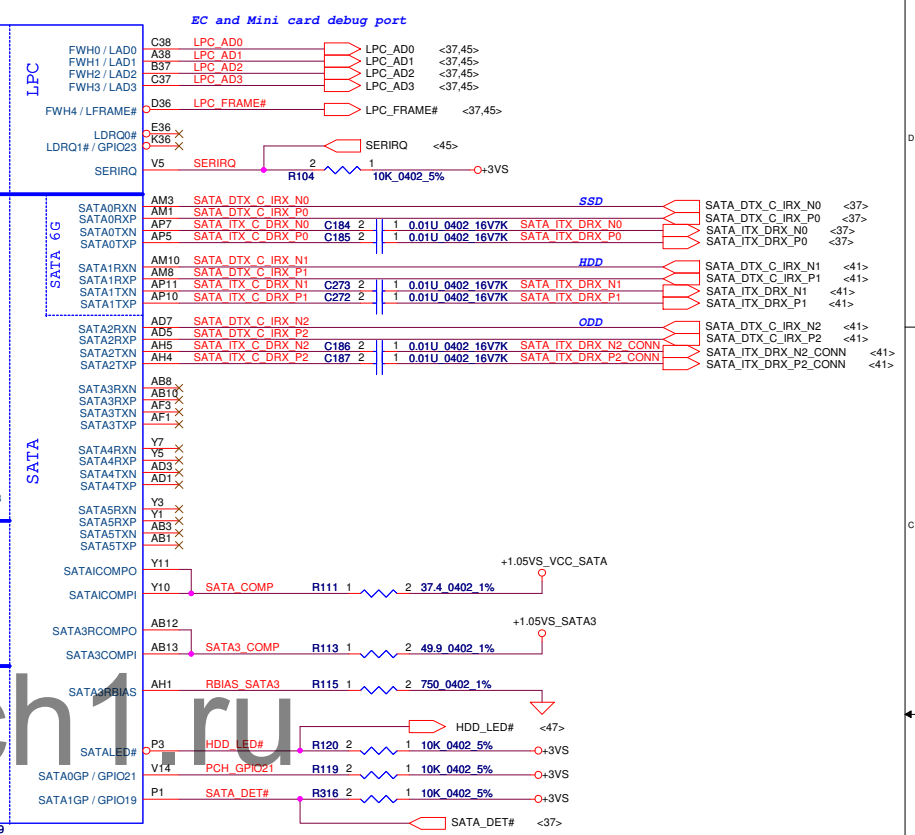 EC and Mini card debug port
LPC
FWH0 / LAD0 C38 LPC_AD0 LPC_AD0 <37,45>
FWH1 / LAD1 A38 LPC_AD1 LPC_AD1 <37,45>
FWH2 / LAD2 B37 LPC_AD2 LPC_AD2 <37,45>
FWH3 / LAD3 C37 LPC_AD3 LPC_AD3 <37,45>
FWH4 / LFRAME# D36 LPC_FRAME# LPC_FRAME# <37,45>
D
LDRQ0# E36
LDRQ1# / GPIO23 K36
SERIRQ <45>
SERIRQ V5 SERIRQ R104 2 1 10K_0402_5% +3VS
SATA 6G
SSD
SATA0RXN AM3 SATA_DTX_C_IRX_N0 SATA_DTX_C_IRX_N0 <37>
SATA0RXP AM1 SATA_DTX_C_IRX_P0 SATA_DTX_C_IRX_P0 <37>
SATA0TXN AP7 SATA_ITX_C_DRX_N0 C184 2 1 0.01U_0402_16V7K SATA_ITX_DRX_N0 SATA_ITX_DRX_N0 <37>
SATA0TXP AP5 SATA_ITX_C_DRX_P0 C185 2 1 0.01U_0402_16V7K SATA_ITX_DRX_P0 SATA_ITX_DRX_P0 <37>
HDD
SATA1RXN AM10 SATA_DTX_C_IRX_N1 SATA_DTX_C_IRX_N1 <41>
SATA1RXP AM8 SATA_DTX_C_IRX_P1 SATA_DTX_C_IRX_P1 <41>
SATA1TXN AP11 SATA_ITX_C_DRX_N1 C273 2 1 0.01U_0402_16V7K SATA_ITX_DRX_N1 SATA_ITX_DRX_N1 <41>
SATA1TXP AP10 SATA_ITX_C_DRX_P1 C272 2 1 0.01U_0402_16V7K SATA_ITX_DRX_P1 SATA_ITX_DRX_P1 <41>
ODD
SATA2RXN AD7 SATA_DTX_C_IRX_N2 SATA_DTX_C_IRX_N2 <41>
SATA2RXP AD5 SATA_DTX_C_IRX_P2 SATA_DTX_C_IRX_P2 <41>
SATA2TXN AH5 SATA_ITX_C_DRX_N2 C186 2 1 0.01U_0402_16V7K SATA_ITX_DRX_N2_CONN SATA_ITX_DRX_N2_CONN <41>
SATA2TXP AH4 SATA_ITX_C_DRX_P2 C187 2 1 0.01U_0402_16V7K SATA_ITX_DRX_P2_CONN SATA_ITX_DRX_P2_CONN <41>
SATA
SATA3RXN AB8
SATA3RXP AB10
SATA3TXN AF3
SATA3TXP AF1
SATA4RXN Y7
SATA4RXP Y5
SATA4TXN AD3
SATA4TXP AD1
SATA5RXN Y3
SATA5RXP Y1
SATA5TXN AB3
SATA5TXP AB1
C
SATAICOMPO Y11 +1.05VS_VCC_SATA
SATAICOMPI Y10 SATA_COMP R111 1 2 37.4_0402_1%
SATA3RCOMPO AB12 +1.05VS_SATA3
SATA3COMPI AB13 SATA3_COMP R113 1 2 49.9_0402_1%
SATA3RBIAS AH1 RBIAS_SATA3 R115 1 2 750_0402_1%
HDD_LED# <47>
SATALED# P3 HDD_LED# R120 2 1 10K_0402_5% +3VS
SATA0GP / GPIO21 V14 PCH_GPIO21 R119 2 1 10K_0402_5% +3VS
SATA1GP / GPIO19 P1 SATA_DET# R316 2 1 10K_0402_5% +3VS
SATA_DET# <37>
ch1.ru